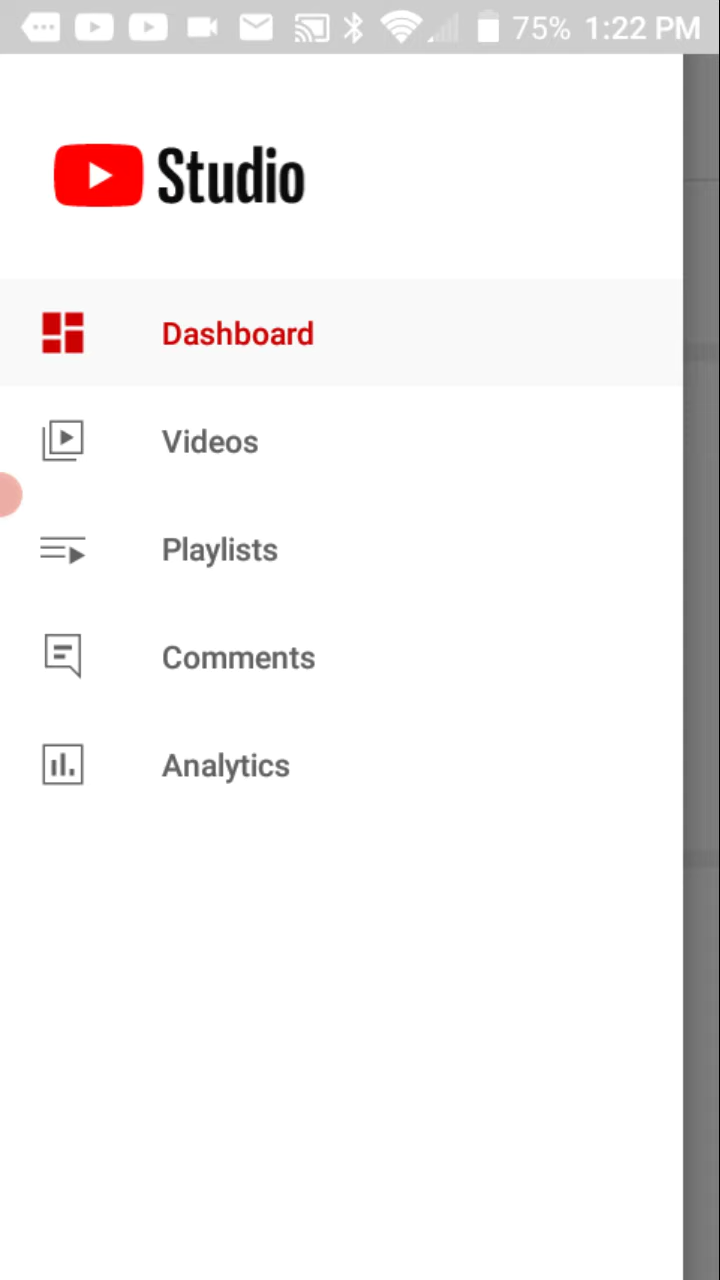 75% 1:22 PM
Studio
Dashboard
Videos
Playlists
Comments
Analytics